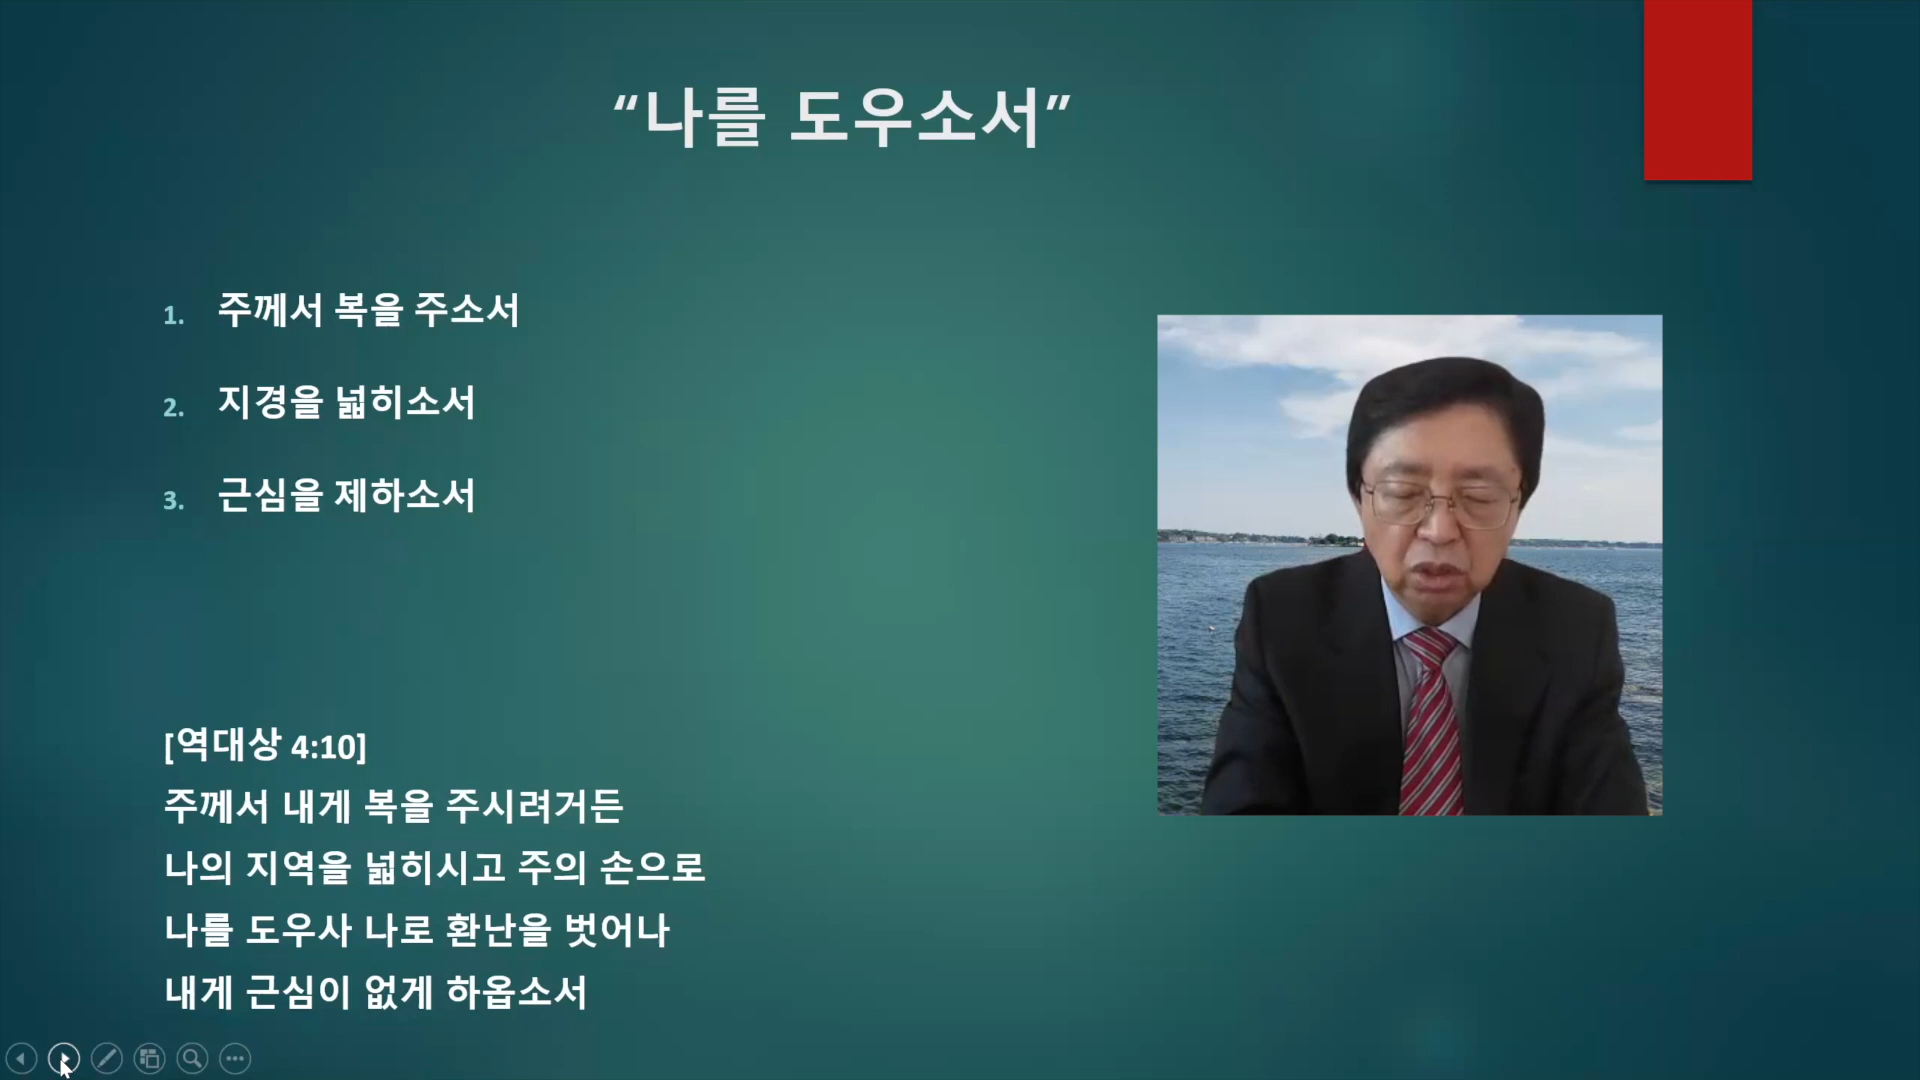 “나를 도우소서”
1. 주께서 복을 주소서
2. 지경을 넓히소서
3. 근심을 제하소서
[역대상 4:10]
주께서 내게 복을 주시려거든
나의 지역을 넓히시고 주의 손으로
나를 도우사 나로 환난을 벗어나
내게 근심이 없게 하옵소서